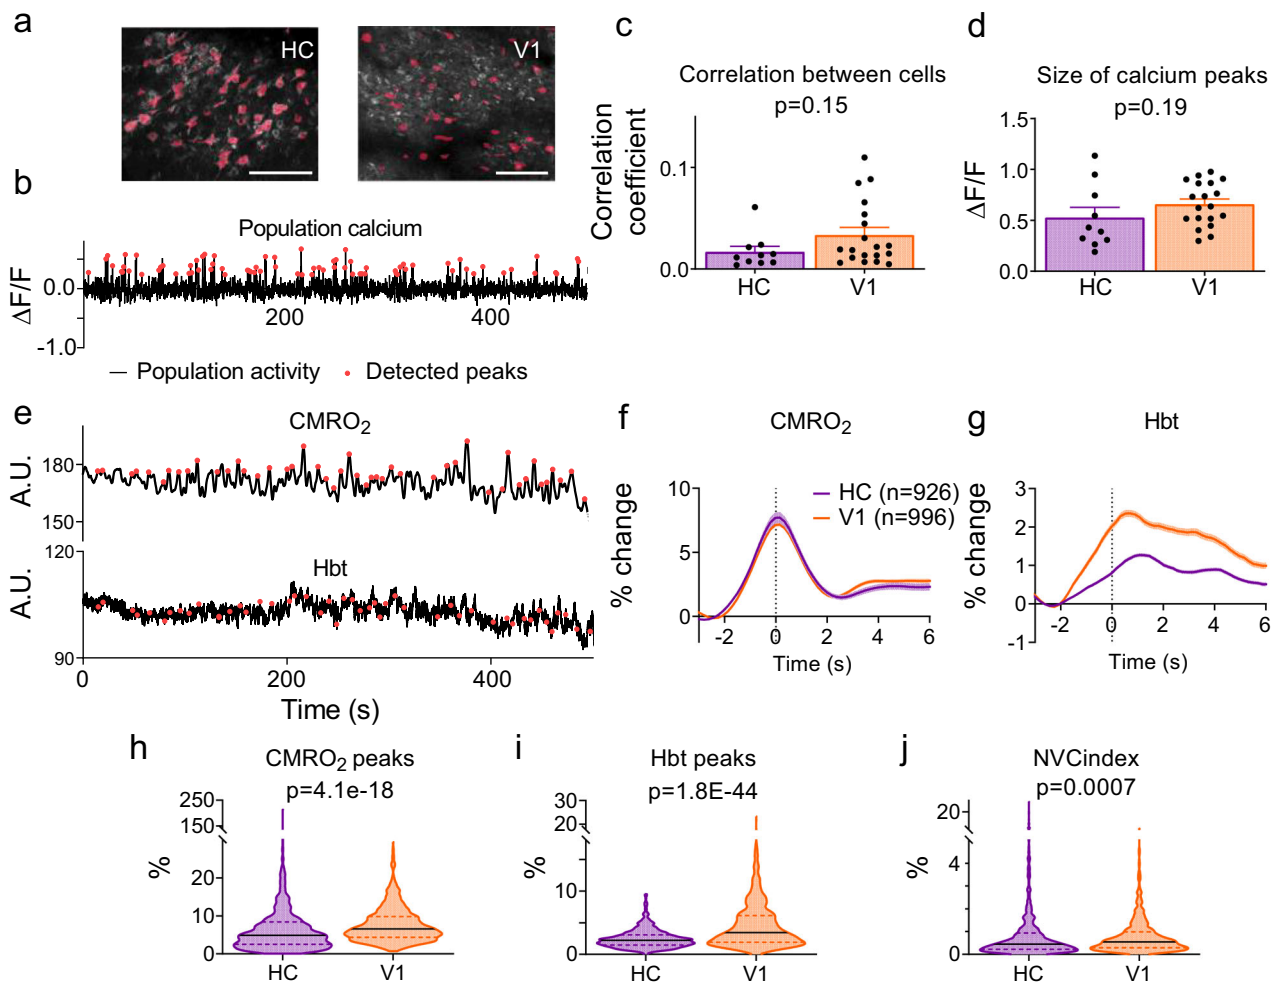 a
HC
V1
b
Population calcium
ΔF/F
0.0
-1.0
200
400
Population activity
Detected peaks
c
Correlation between cells
p=0.15
Correlation
coefficient
0.1
0.0
HC
V1
d
Size of calcium peaks
p=0.19
ΔF/F
1.5
1.0
0.5
0.0
HC
V1
e
CMRO2
A.U.
180
150
Hbt
A.U.
120
90
0
200
400
Time (s)
f
CMRO2
% change
10
5
0
HC (n=926)
V1 (n=996)
-2
0
2
4
6
Time (s)
g
Hbt
% change
3
2
1
0
-1
-2
0
2
4
6
Time (s)
h
CMRO2 peaks
p=4.1e-18
%
250
150
20
10
0
HC
V1
i
Hbt peaks
p=1.8E-44
%
30
20
10
0
HC
V1
j
NVCindex
p=0.0007
%
20
4
2
0
HC
V1